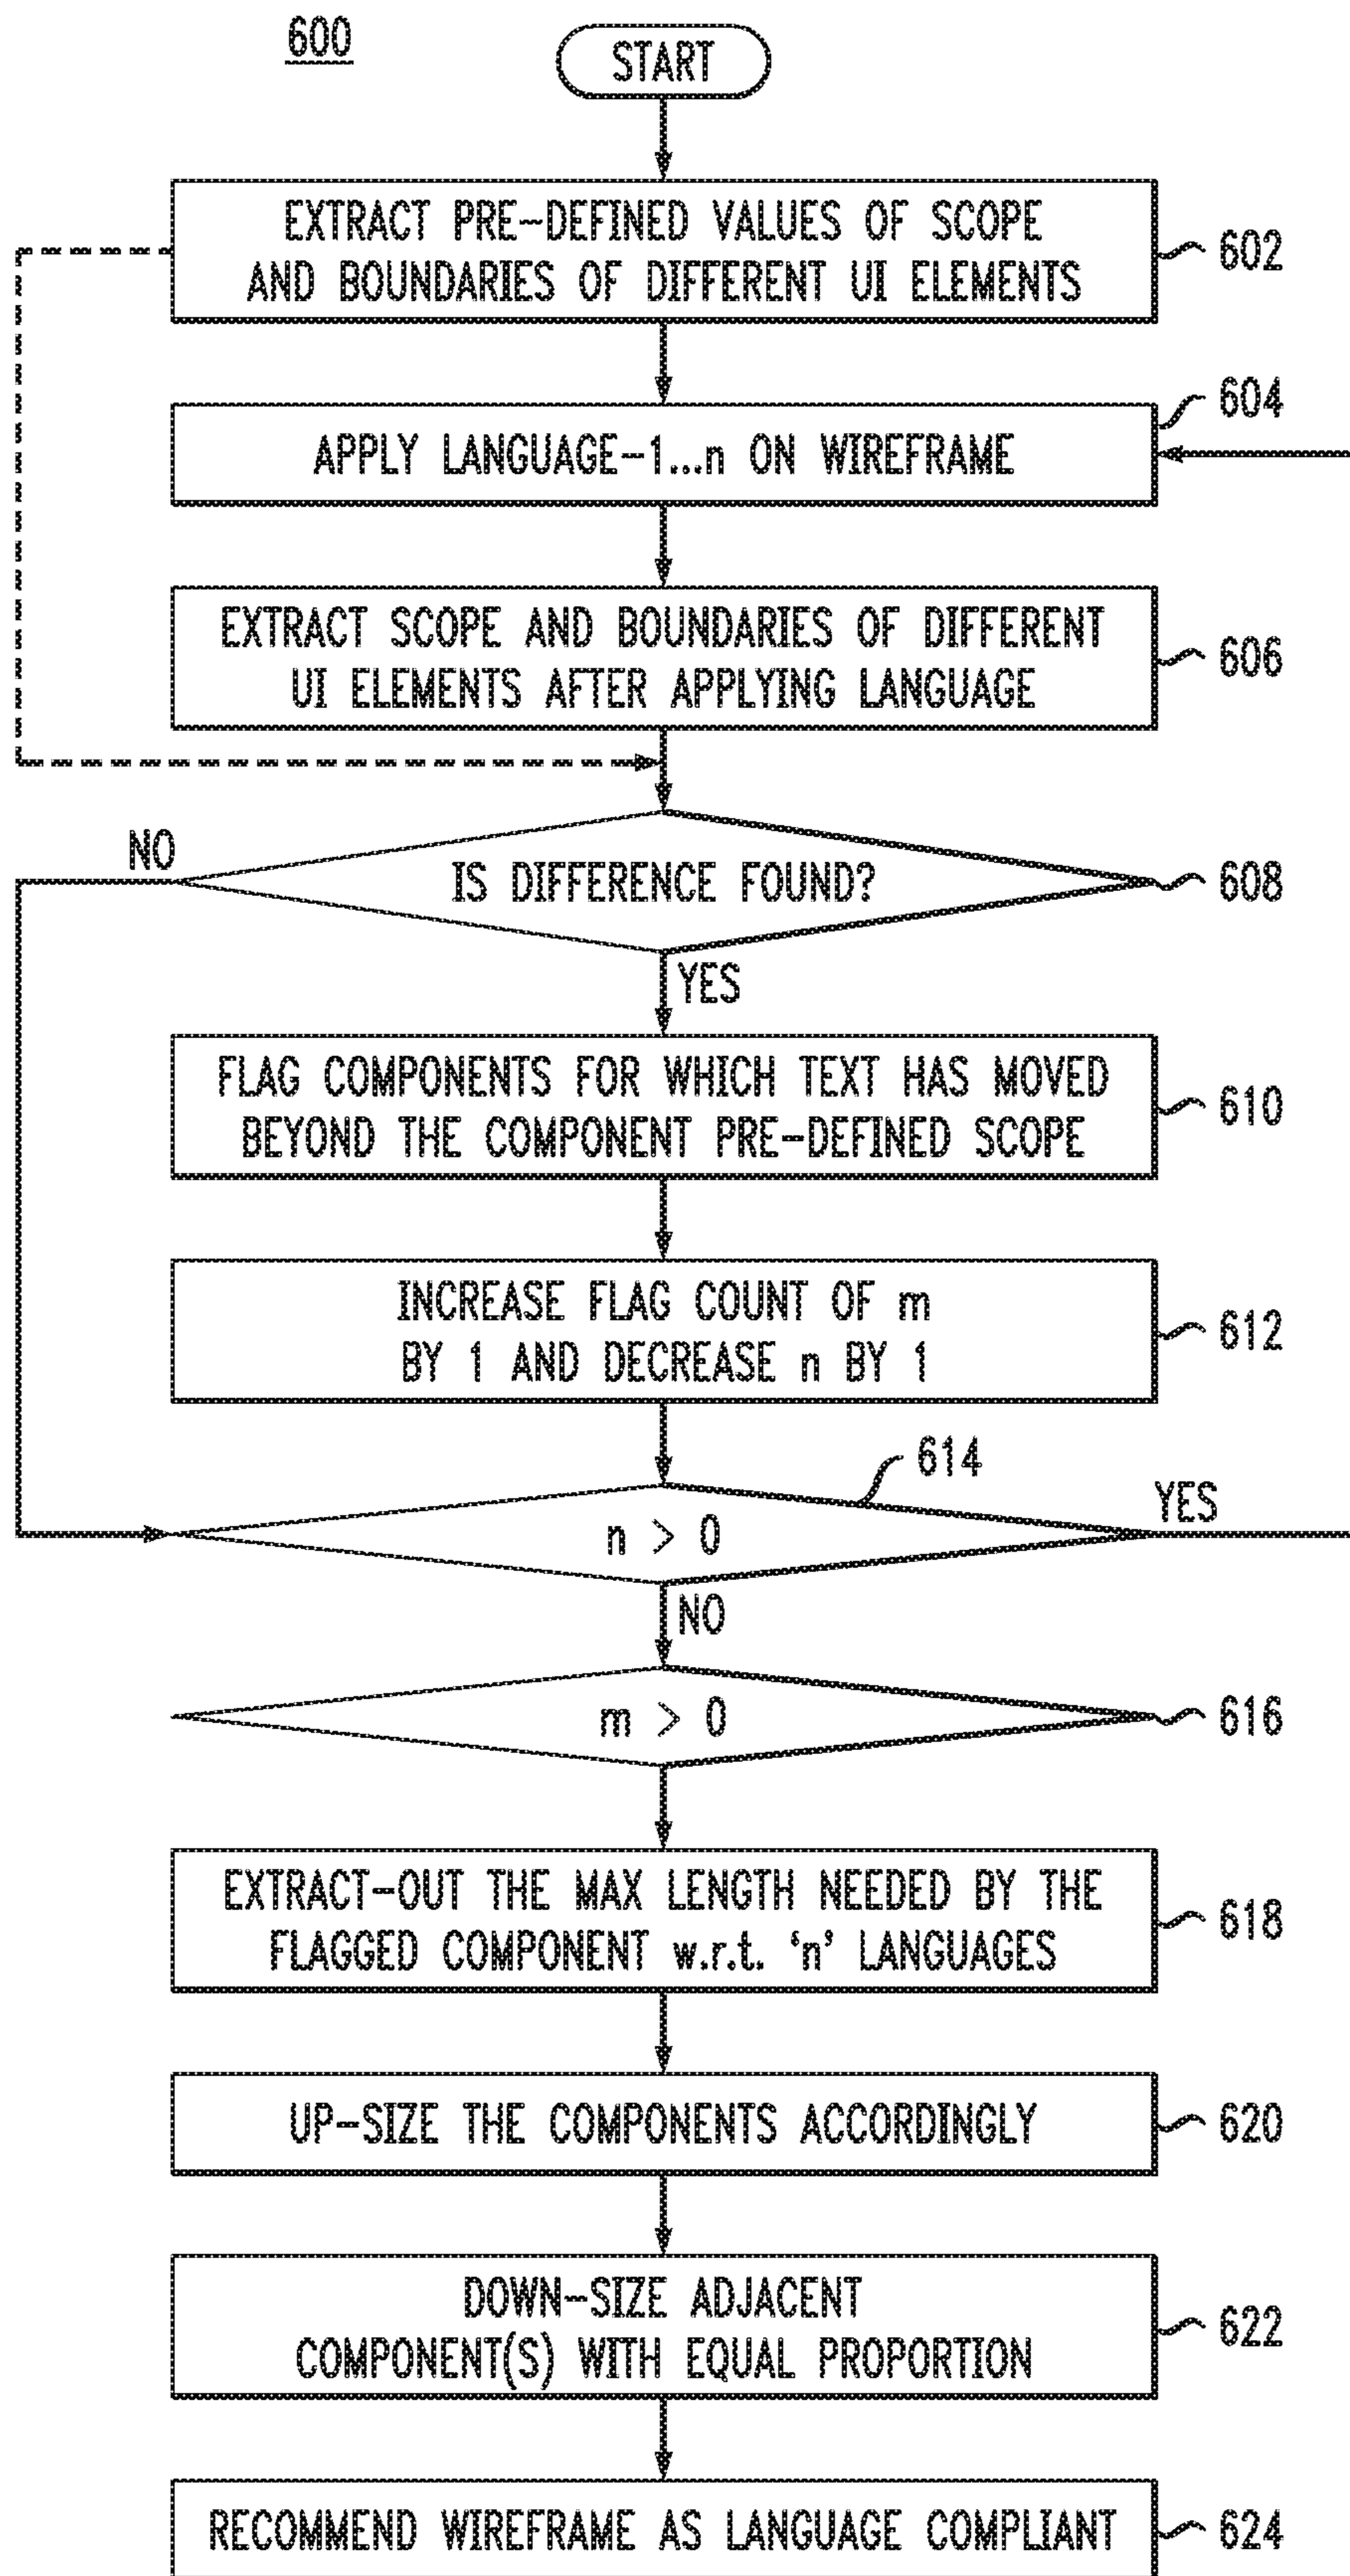 600
START
EXTRACT PRE-DEFINED VALUES OF SCOPE
AND BOUNDARIES OF DIFFERENT UI ELEMENTS
602
604
APPLY LANGUAGE-1...n ON WIREFRAME
EXTRACT SCOPE AND BOUNDARIES OF DIFFERENT
UI ELEMENTS AFTER APPLYING LANGUAGE
606
NO
IS DIFFERENCE FOUND?
608
YES
FLAG COMPONENTS FOR WHICH TEXT HAS MOVED
BEYOND THE COMPONENT PRE-DEFINED SCOPE
610
INCREASE FLAG COUNT OF m
BY 1 AND DECREASE n BY 1
612
614
YES
n > 0
NO
m > 0
616
EXTRACT-OUT THE MAX LENGTH NEEDED BY THE
FLAGGED COMPONENT w.r.t. ‘n’ LANGUAGES
618
UP-SIZE THE COMPONENTS ACCORDINGLY
620
DOWN-SIZE ADJACENT
COMPONENT(S) WITH EQUAL PROPORTION
622
RECOMMEND WIREFRAME AS LANGUAGE COMPLIANT
624